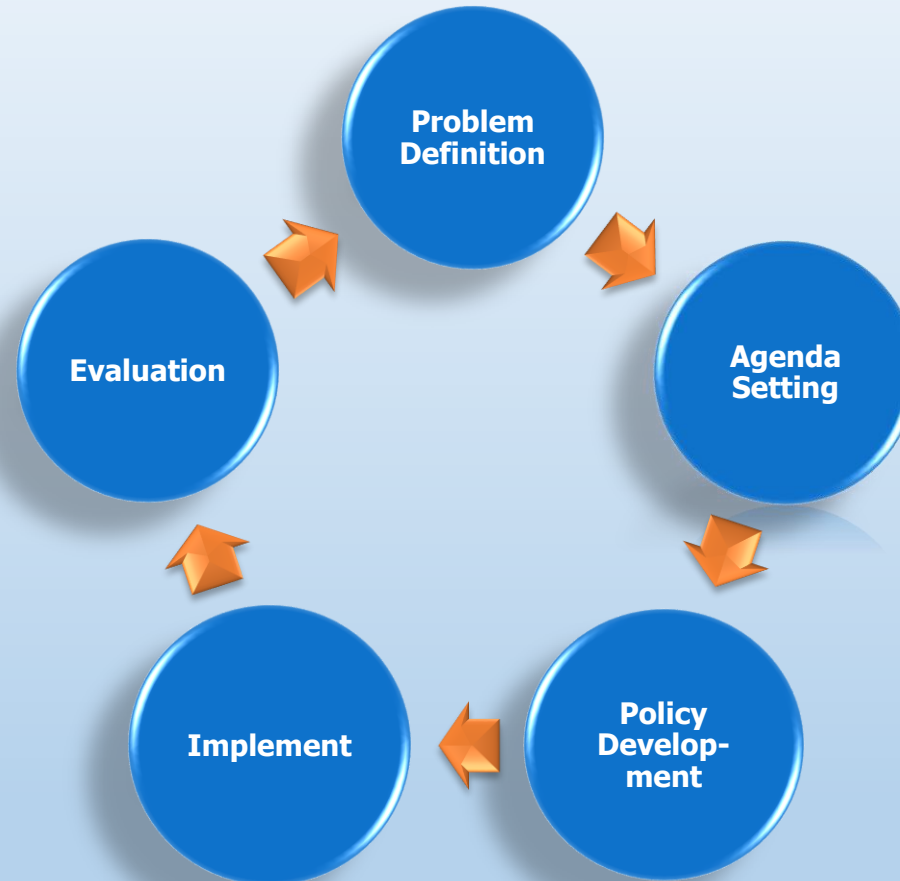 Problem
Definition
Agenda
Setting
Policy
Develop-
ment
Implement
Evaluation